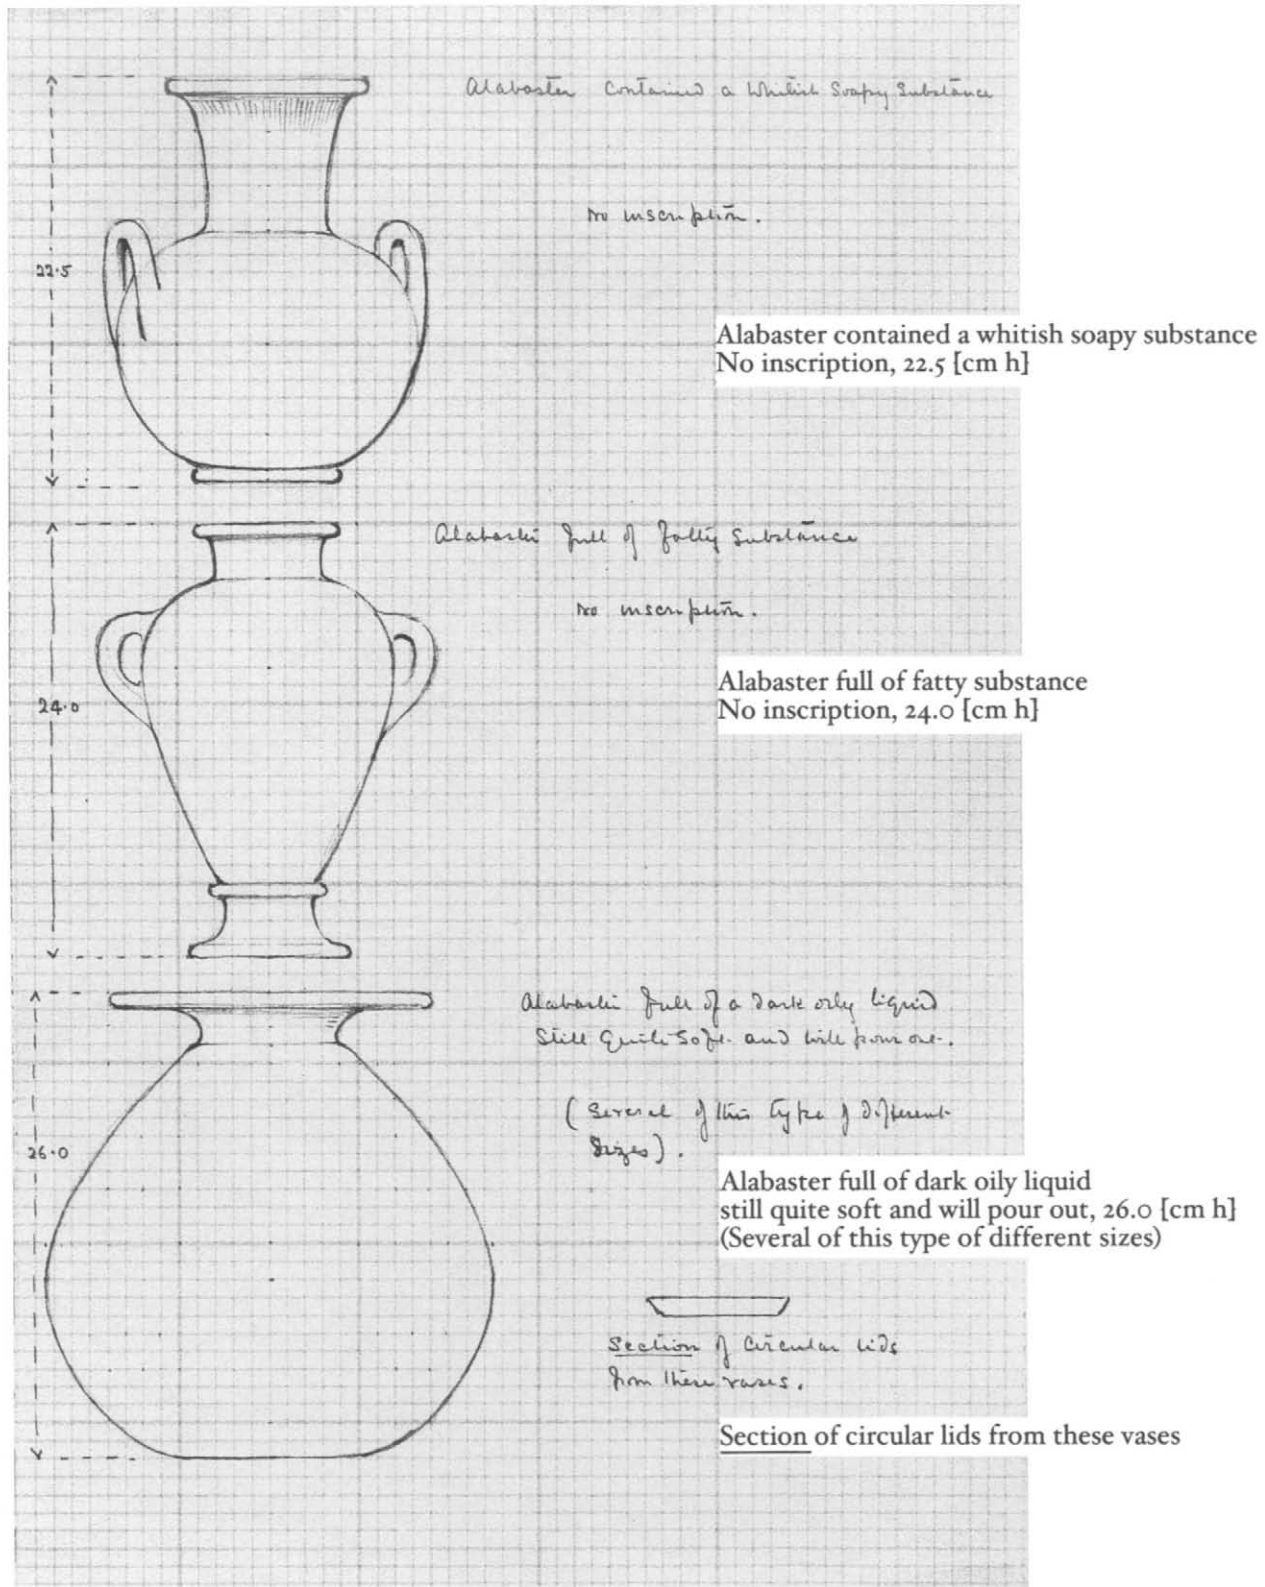 Alabaster contained a whitish soapy substance
No inscription.
22.5
Alabaster contained a whitish soapy substance
No inscription, 22.5 [cm h]
Alabaster full of fatty substance
No inscription.
24.0
Alabaster full of fatty substance
No inscription, 24.0 [cm h]
Alabaster full of a dark oily liquid
still quite soft and will pour out.
(Several of this type of different
sizes).
26.0
Alabaster full of dark oily liquid
still quite soft and will pour out, 26.0 [cm h]
(Several of this type of different sizes)
Section of circular lids
from these vases.
Section of circular lids from these vases